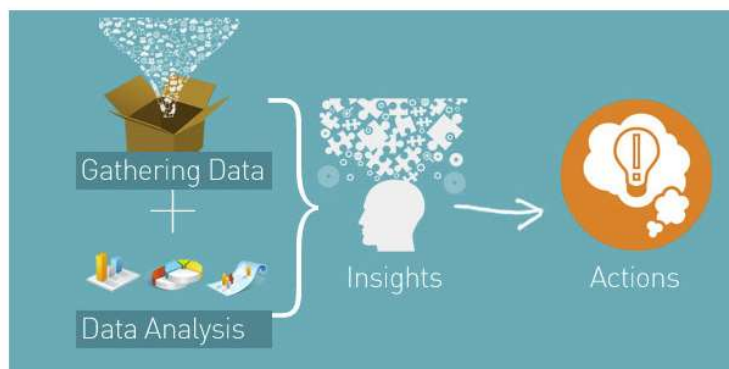 Gathering Data
Data Analysis
Insights
Actions